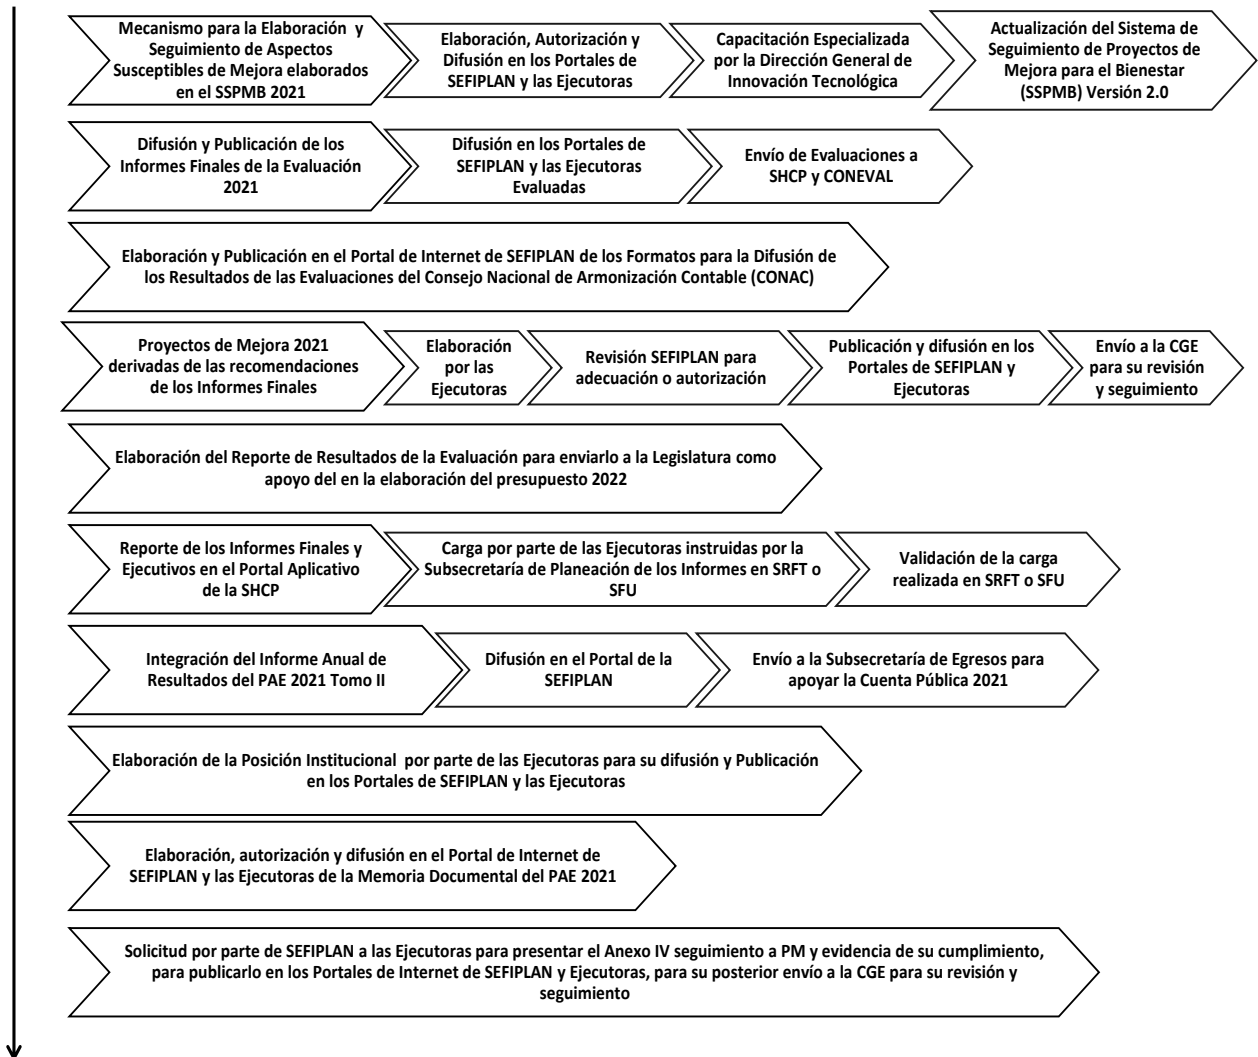 Mecanismo para la Elaboración y
Seguimiento de Aspectos
Susceptibles de Mejora elaborados
en el SSPMB 2021
Elaboración, Autorización y
Difusión en los Portales de
SEFIPLAN y las Ejecutoras
Capacitación Especializada
por la Dirección General de
Innovación Tecnológica
Actualización del Sistema de
Seguimiento de Proyectos de
Mejora para el Bienestar
(SSPMB) Versión 2.0
Difusión y Publicación de los
Informes Finales de la Evaluación
2021
Difusión en los Portales de
SEFIPLAN y las Ejecutoras
Evaluadas
Envío de Evaluaciones a
SHCP y CONEVAL
Elaboración y Publicación en el Portal de Internet de SEFIPLAN de los Formatos para la Difusión de
los Resultados de las Evaluaciones del Consejo Nacional de Armonización Contable (CONAC)
Proyectos de Mejora 2021
derivadas de las recomendaciones
de los Informes Finales
Elaboración
por las
Ejecutoras
Revisión SEFIPLAN para
adecuación o autorización
Publicación y difusión en los
Portales de SEFIPLAN y
Ejecutoras
Envío a la CGE
para su revisión
y seguimiento
Elaboración del Reporte de Resultados de la Evaluación para enviarlo a la Legislatura como
apoyo del en la elaboración del presupuesto 2022
Reporte de los Informes Finales y
Ejecutivos en el Portal Aplicativo
de la SHCP
Carga por parte de las Ejecutoras instruidas por la
Subsecretaría de Planeación de los Informes en SRFT o
SFU
Validación de la carga
realizada en SRFT o SFU
Integración del Informe Anual de
Resultados del PAE 2021 Tomo II
Difusión en el Portal de la
SEFIPLAN
Envío a la Subsecretaría de Egresos para
apoyar la Cuenta Pública 2021
Elaboración de la Posición Institucional por parte de las Ejecutoras para su difusión y Publicación
en los Portales de SEFIPLAN y las Ejecutoras
Elaboración, autorización y difusión en el Portal de Internet de
SEFIPLAN y las Ejecutoras de la Memoria Documental del PAE 2021
Solicitud por parte de SEFIPLAN a las Ejecutoras para presentar el Anexo IV seguimiento a PM y evidencia de su cumplimiento,
para publicarlo en los Portales de Internet de SEFIPLAN y Ejecutoras, para su posterior envío a la CGE para su revisión y
seguimiento